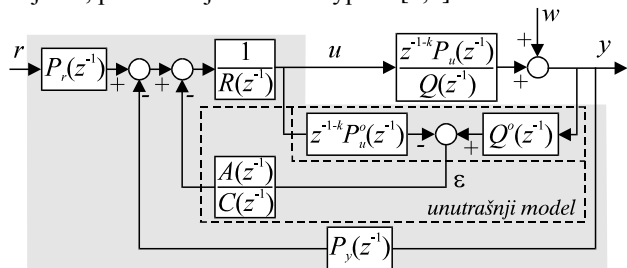 w
r
P_r(z^{-1})
+
-
+
-
1
R(z^{-1})
u
z^{-1-k}P_u(z^{-1})
Q(z^{-1})
+
+
y
z^{-1-k}P_u^o(z^{-1})
-
+
Q^o(z^{-1})
A(z^{-1})
C(z^{-1})
ε
unutrašnji model
P_y(z^{-1})